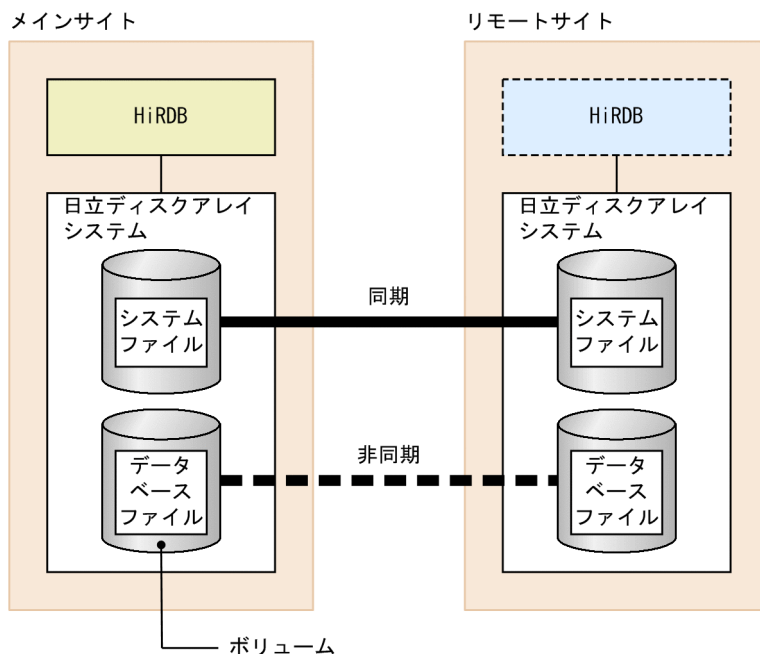 メインサイト
リモートサイト
HiRDB
HiRDB
日立ディスクアレイ
システム
日立ディスクアレイ
システム
同期
システム
ファイル
システム
ファイル
非同期
データ
ベース
ファイル
データ
ベース
ファイル
ボリューム